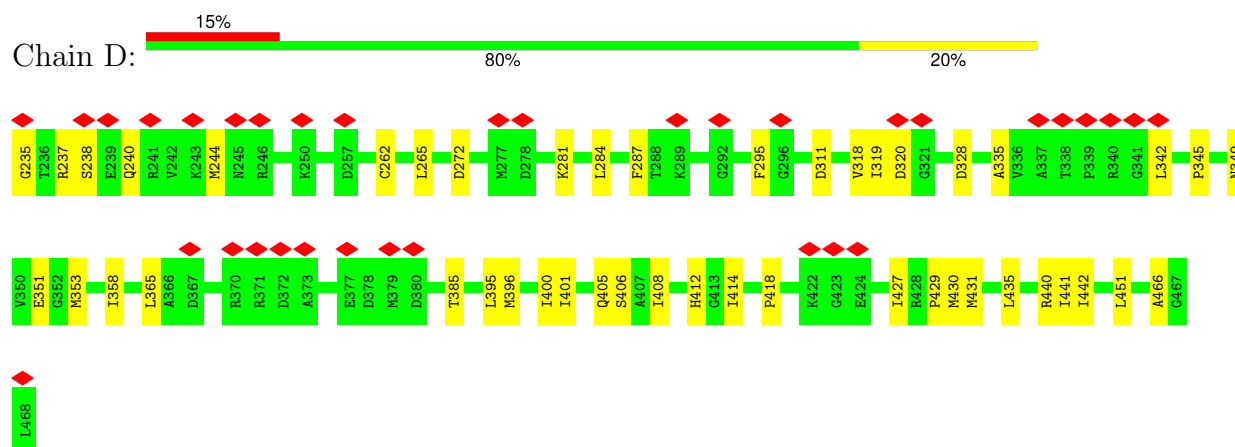 15%
Chain D:
80% 20%
G235 T236 R237 S238 E239 Q240 R241 V242 K243 M244 N245 R246 K250 D257 C262 L265 D272 M277 D278 K281 L284 F287 T288 K289 G292 F295 G296 D311 V318 I319 D320 G321 D328 A335 V336 A337 T338 P339 R340 G341 L342 P345 N349
V350 E351 G352 M353 I358 L365 A366 D367 R370 R371 D372 A373 E377 D378 M379 D380 T385 L395 M396 I400 I401 Q405 S406 A407 I408 H412 G413 I414 P418 K422 G423 E424 I427 R428 P429 M430 M431 L435 R440 I441 I442 L451 A466 G467
L468